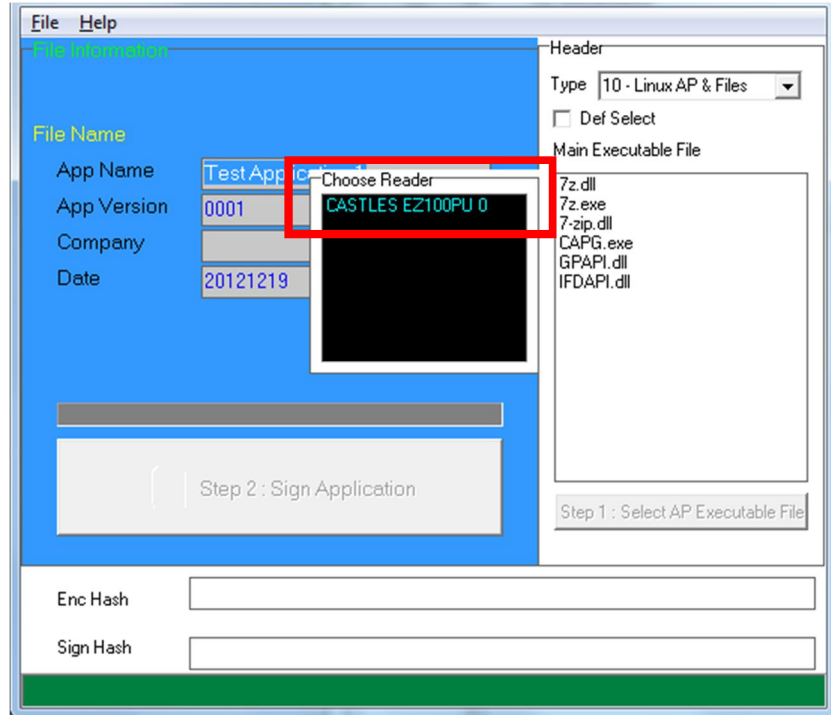 File Help
File Information
File Name
App Name Test Application1
App Version 0001
Company
Date 20121219
Choose Reader
CASTLES EZ100PU 0
Step 2 : Sign Application
Header
Type 10 - Linux AP & Files
Def Select
Main Executable File
7z.dll
7z.exe
7-zip.dll
CAPG.exe
GPAPI.dll
IFDAPI.dll
Step 1 : Select AP Executable File
Enc Hash
Sign Hash